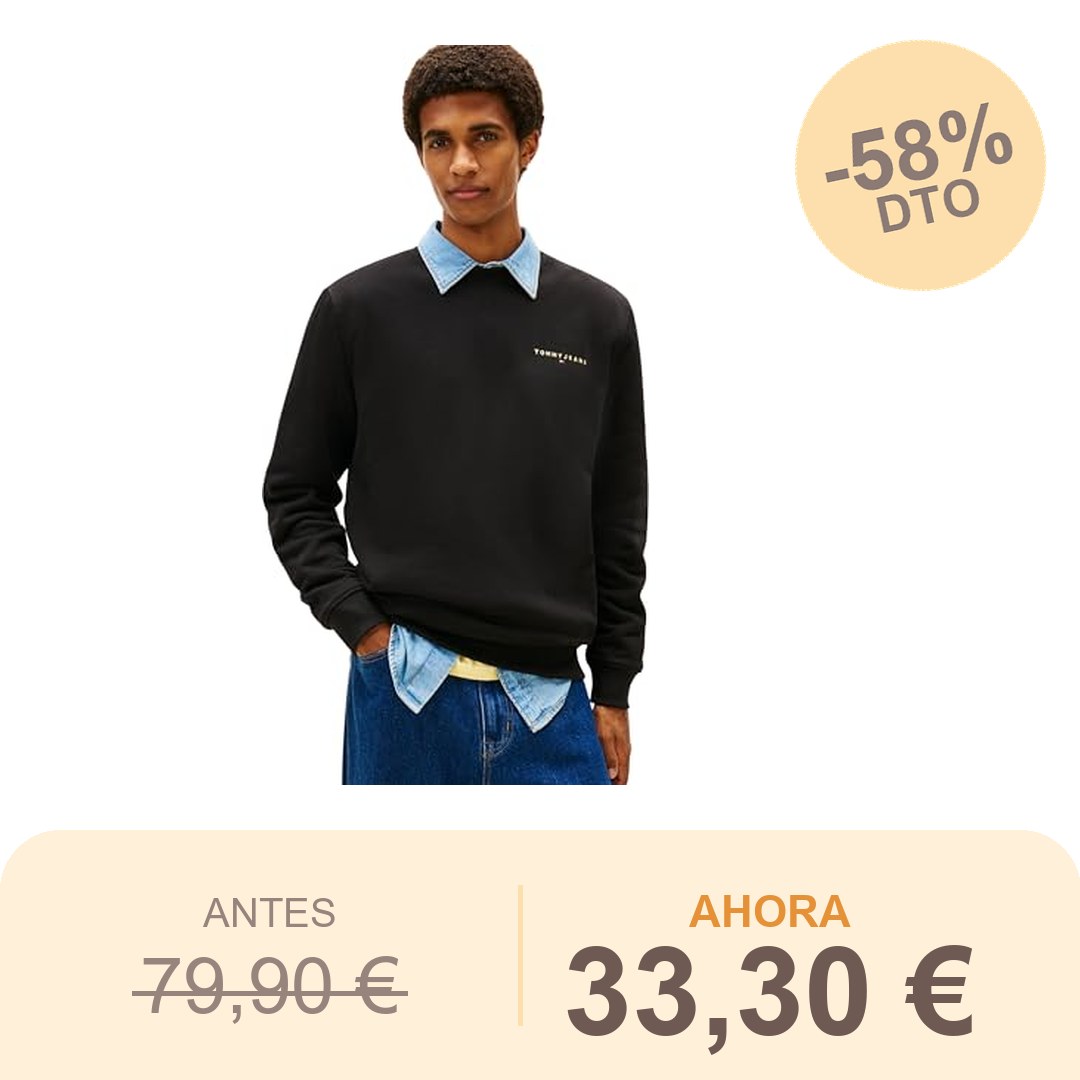 -58%
DTO
TOMMY JEANS
ANTES
79,90 €
AHORA
33,30 €